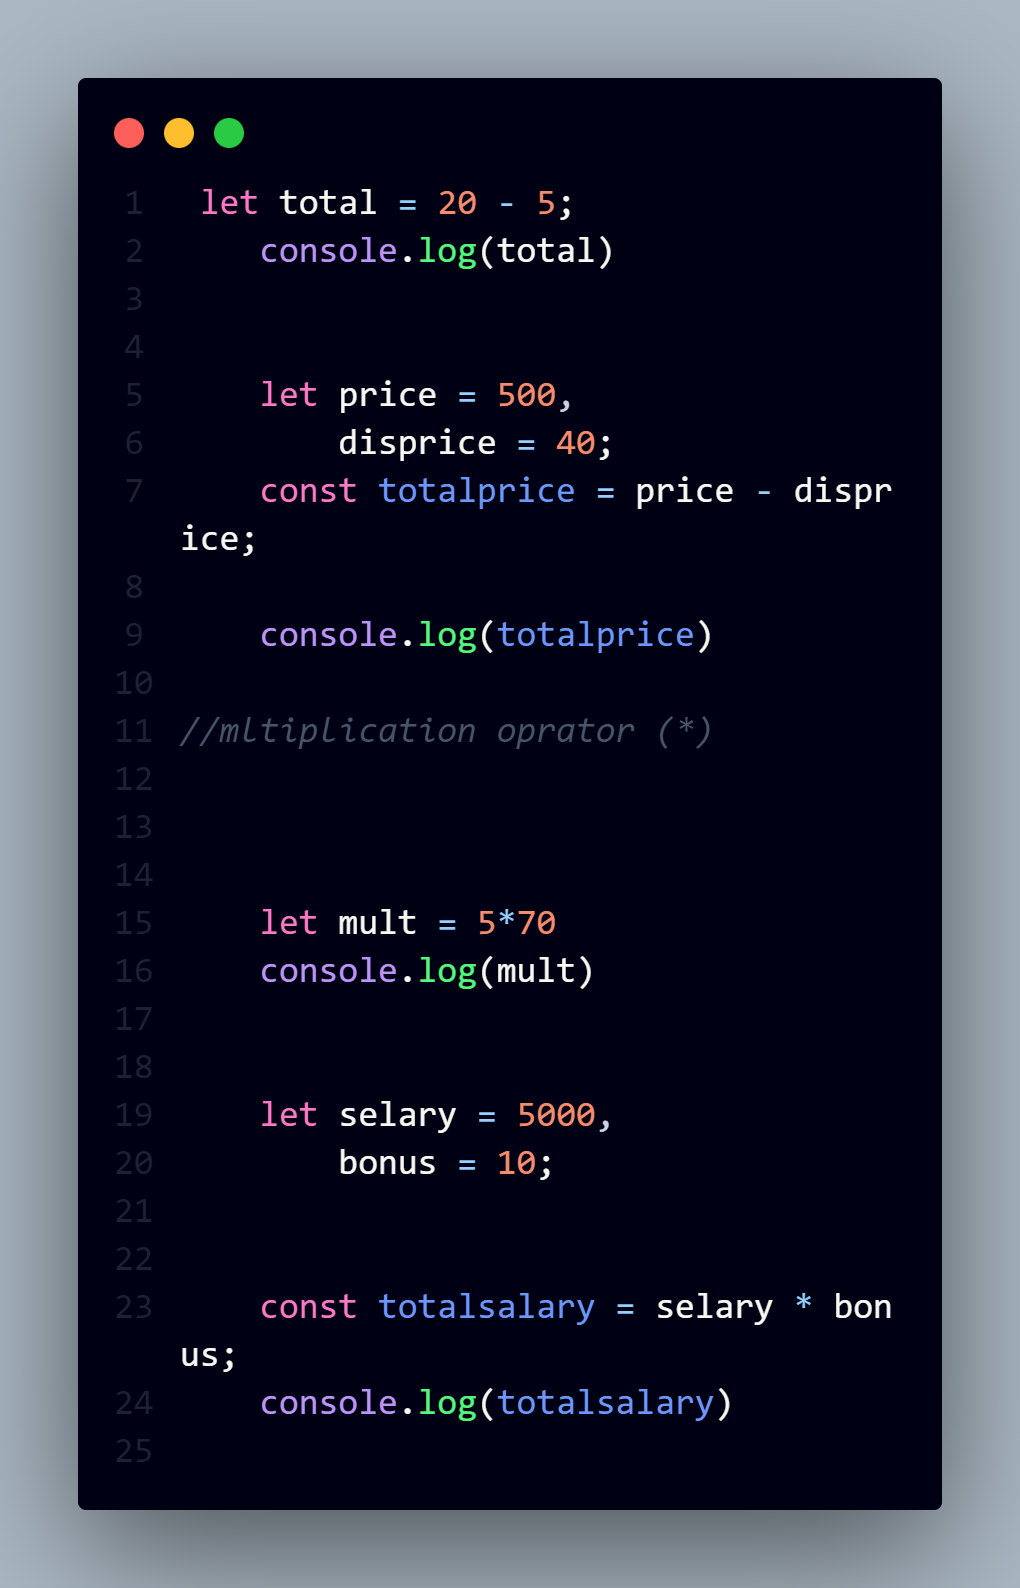 1 let total = 20 - 5;
2 console.log(total)
3
4
5 let price = 500,
6 disprice = 40;
7 const totalprice = price - dispr
ice;
8
9 console.log(totalprice)
10
11 //mltiplication oprator (*)
12
13
14
15 let mult = 5*70
16 console.log(mult)
17
18
19 let selary = 5000,
20 bonus = 10;
21
22
23 const totalsalary = selary * bon
us;
24 console.log(totalsalary)
25